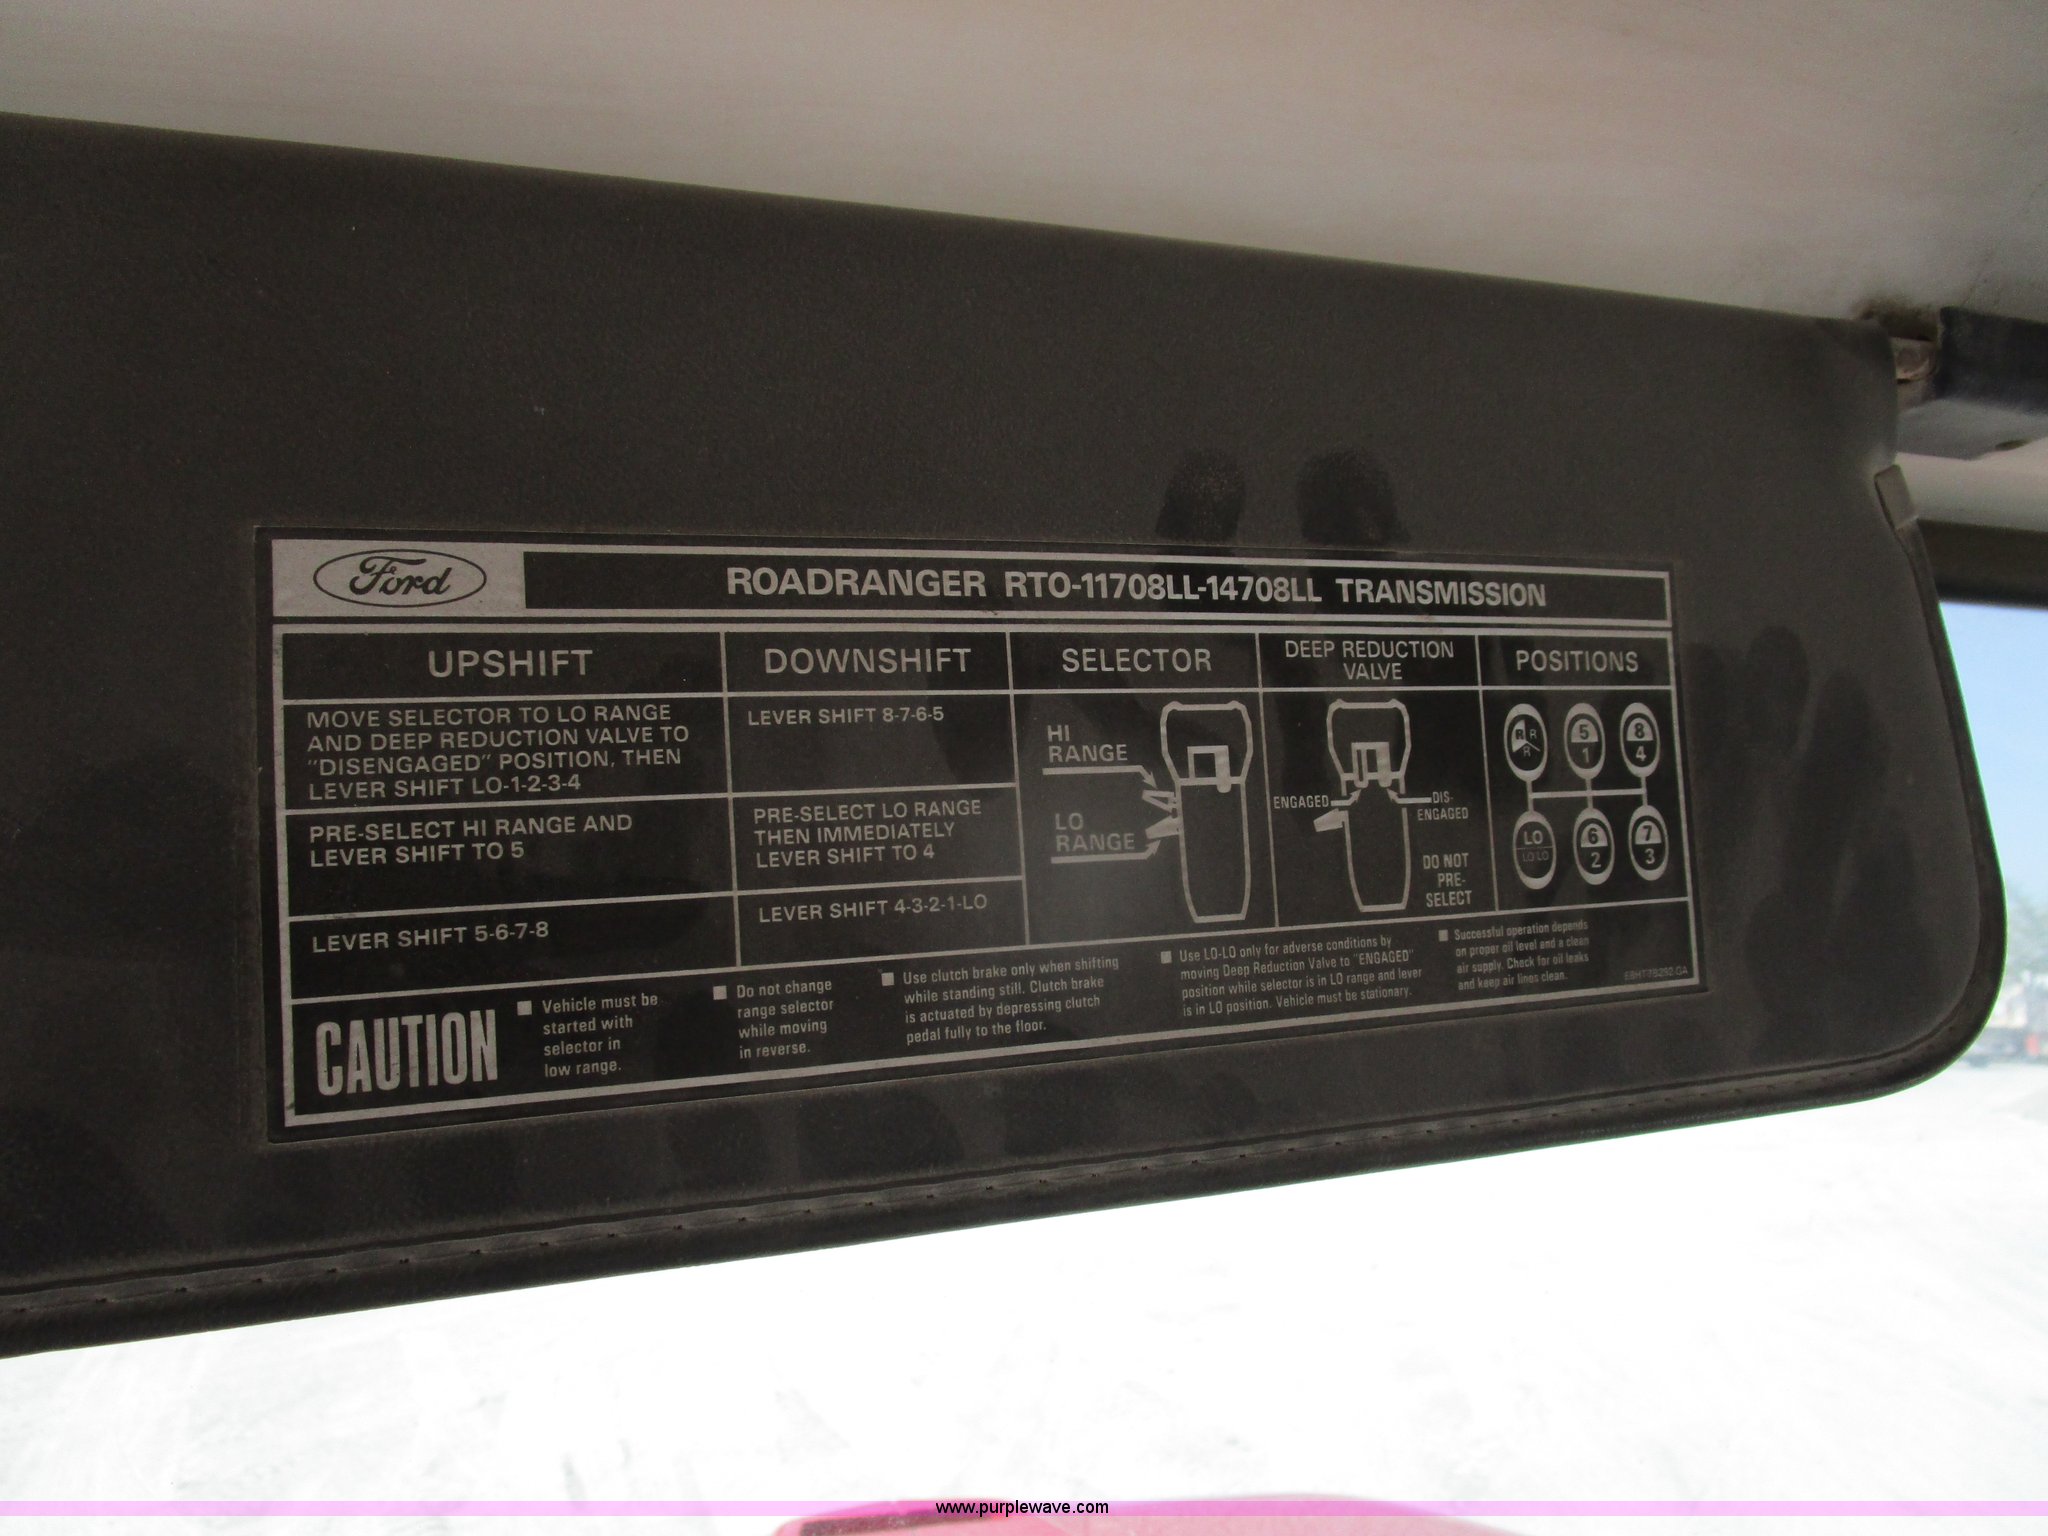 Ford
ROADRANGER RTO-11708LL-14708LL TRANSMISSION
UPSHIFT
MOVE SELECTOR TO LO RANGE
AND DEEP REDUCTION VALVE TO
"DISENGAGED" POSITION, THEN
LEVER SHIFT LO-1-2-3-4
PRE-SELECT HI RANGE AND
LEVER SHIFT TO 5
LEVER SHIFT 5-6-7-8
DOWNSHIFT
LEVER SHIFT 8-7-6-5
PRE-SELECT LO RANGE
THEN IMMEDIATELY
LEVER SHIFT TO 4
LEVER SHIFT 4-3-2-1-LO
SELECTOR
HI
RANGE
LO
RANGE
DEEP REDUCTION
VALVE
ENGAGED
DIS-
ENGAGED
DO NOT
PRE-
SELECT
POSITIONS
R R
R
5
1
8
4
LO
LO LO
6
2
7
3
CAUTION
Vehicle must be
started with
selector in
low range.
Do not change
range selector
while moving
in reverse.
Use clutch brake only when shifting
while standing still. Clutch brake
is actuated by depressing clutch
pedal fully to the floor.
Use LO-LO only for adverse conditions by
moving Deep Reduction Valve to "ENGAGED"
position while selector is in LO range and lever
is in LO position. Vehicle must be stationary.
Successful operation depends
on proper oil level and a clean
air supply. Check for oil leaks
and keep air lines clean.
www.purplewave.com